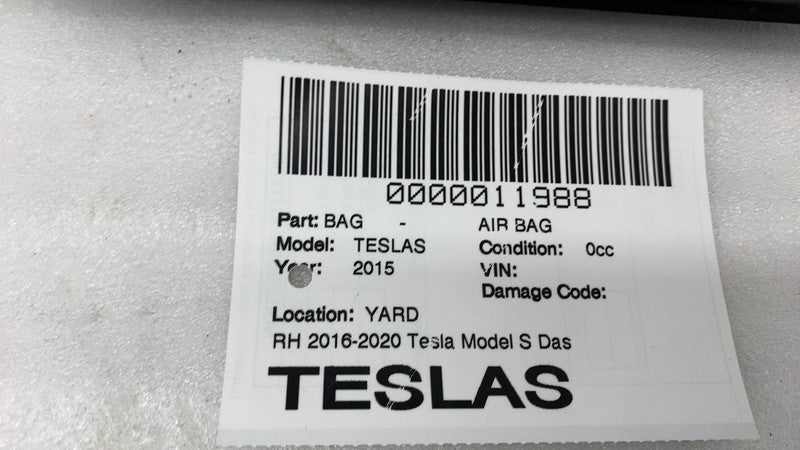 0000011988
Part: BAG - AIR BAG
Model: TESLAS Condition: 0cc
Year: 2015 VIN:
Damage Code:
Location: YARD
RH 2016-2020 Tesla Model S Das
TESLAS